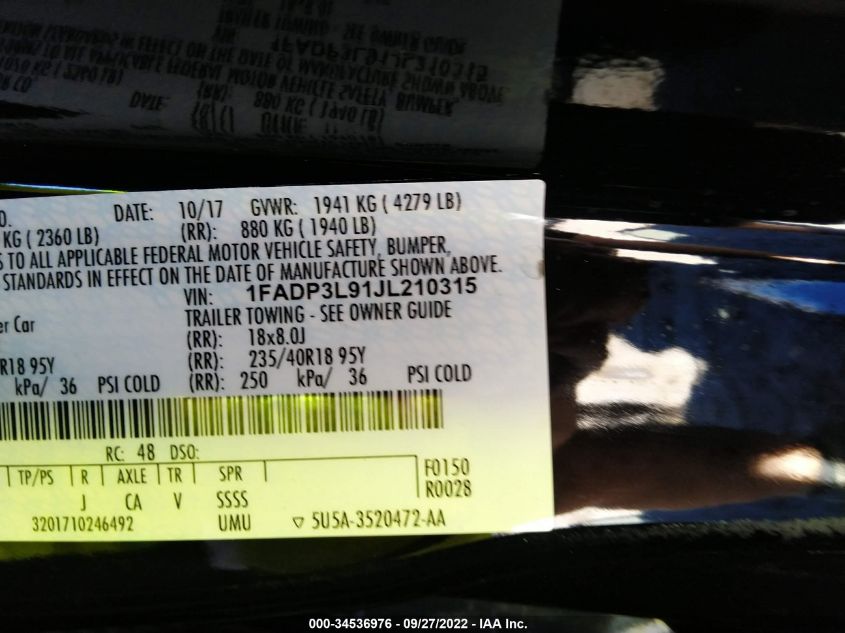 D. DATE: 10/17 GVWR: 1941 KG ( 4279 LB)
KG ( 2360 LB) (RR): 880 KG ( 1940 LB)
S TO ALL APPLICABLE FEDERAL MOTOR VEHICLE SAFETY, BUMPER,
STANDARDS IN EFFECT ON THE DATE OF MANUFACTURE SHOWN ABOVE.
VIN: 1FADP3L91JL210315
er Car TRAILER TOWING - SEE OWNER GUIDE
(RR): 18x8.0J
R18 95Y (RR): 235/40R18 95Y
kPa/ 36 PSI COLD (RR): 250 kPa/ 36 PSI COLD
RC: 48 DSO:
TP/PS R AXLE TR SPR F0150
J CA V SSSS R0028
3201710246492 UMU 5U5A-3520472-AA
000-34536976 - 09/27/2022 - IAA Inc.